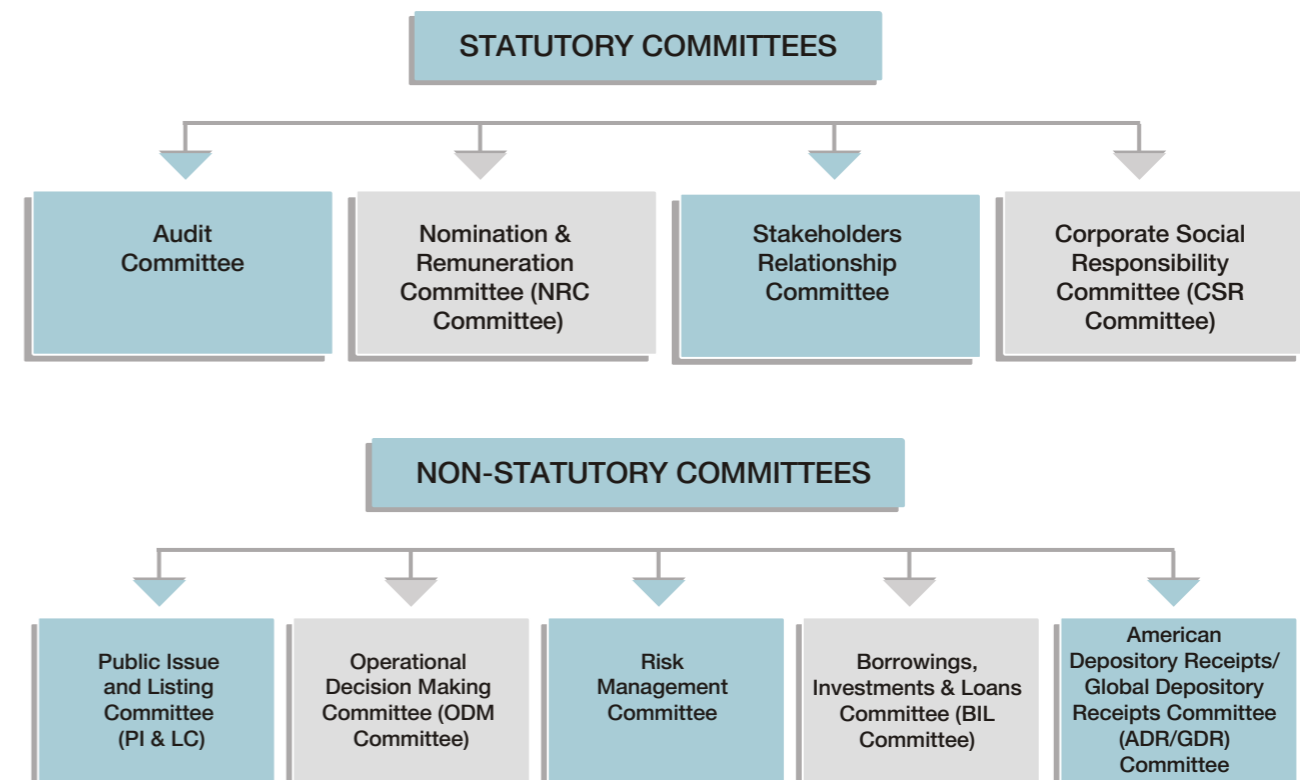 STATUTORY COMMITTEES
Audit
Committee
Nomination &
Remuneration
Committee (NRC
Committee)
Stakeholders
Relationship
Committee
Corporate Social
Responsibility
Committee (CSR
Committee)
NON-STATUTORY COMMITTEES
Public Issue
and Listing
Committee
(PI & LC)
Operational
Decision Making
Committee (ODM
Committee)
Risk
Management
Committee
Borrowings,
Investments & Loans
Committee (BIL
Committee)
American
Depository Receipts/
Global Depository
Receipts Committee
(ADR/GDR)
Committee